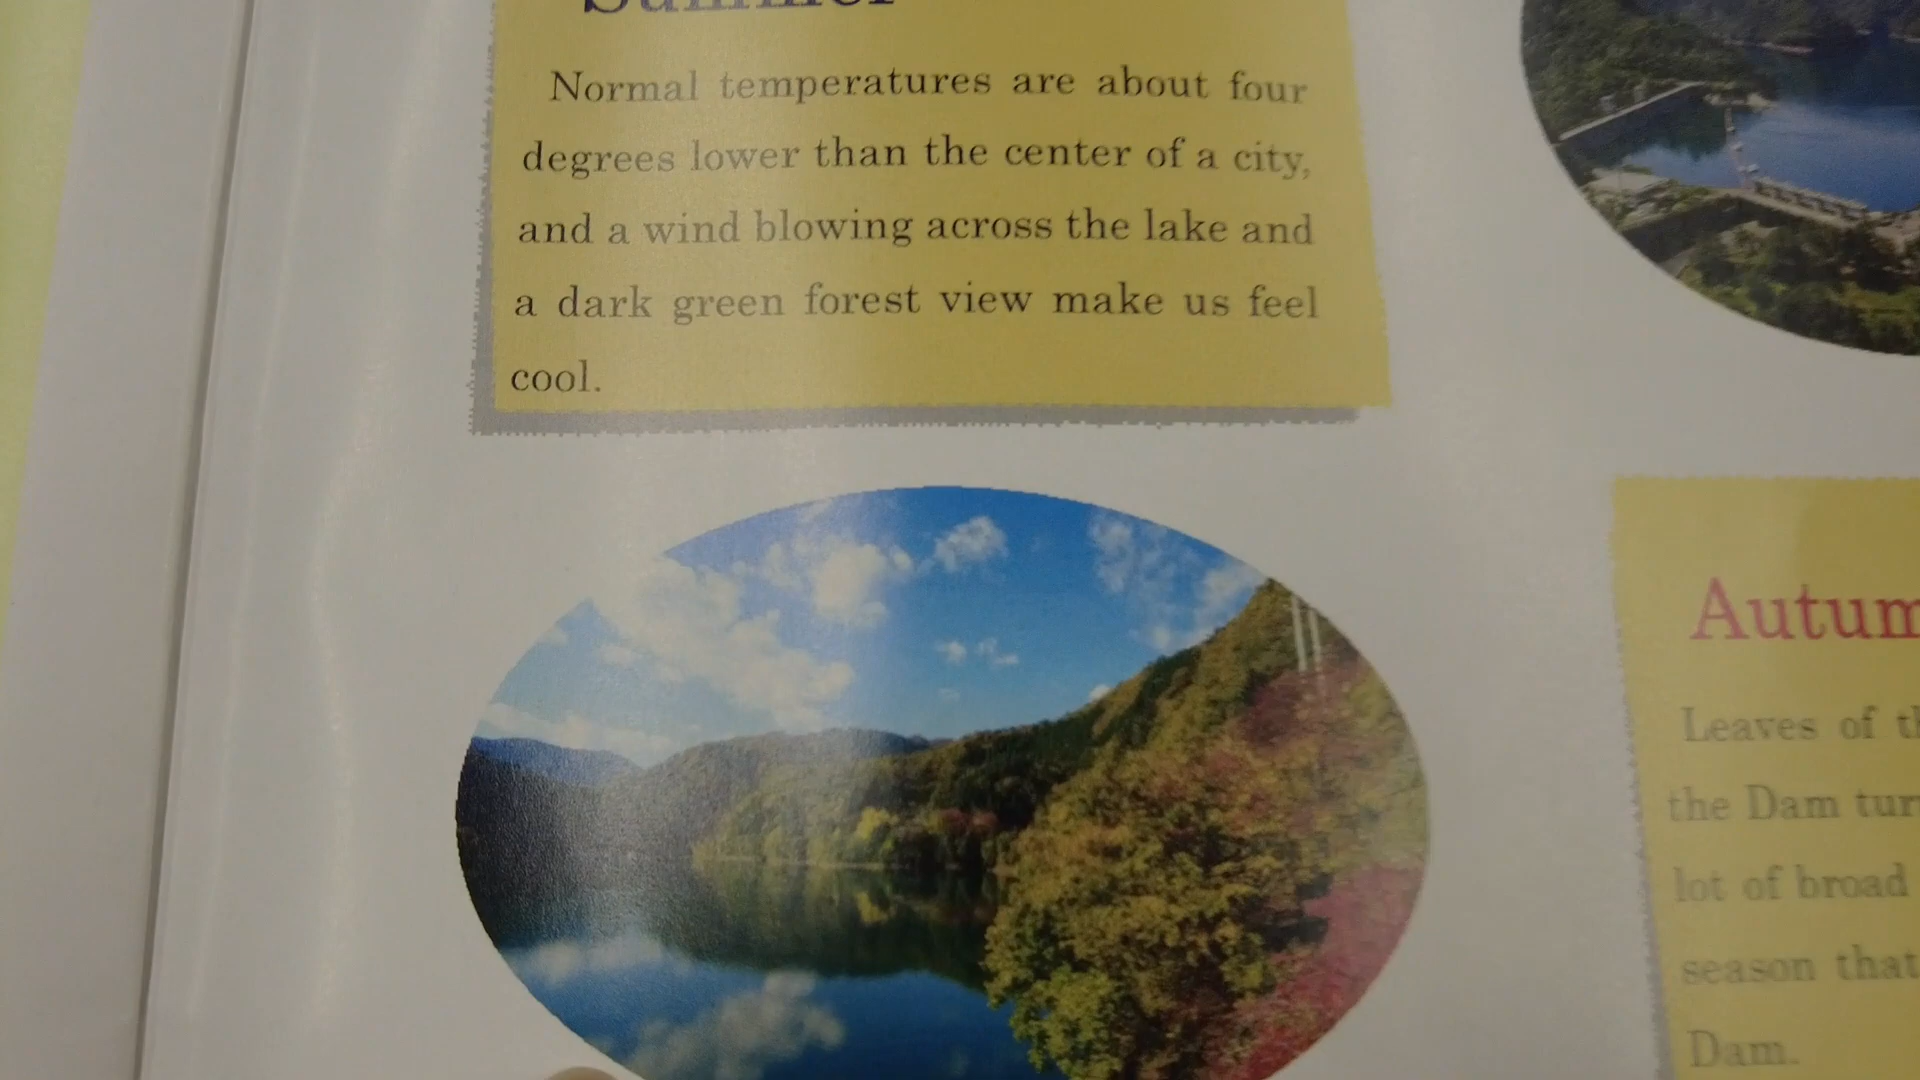 Summer
Normal temperatures are about four
degrees lower than the center of a city,
and a wind blowing across the lake and
a dark green forest view make us feel
cool.
Autum
Leaves of
the Dam
lot of broad
season that
Dam.